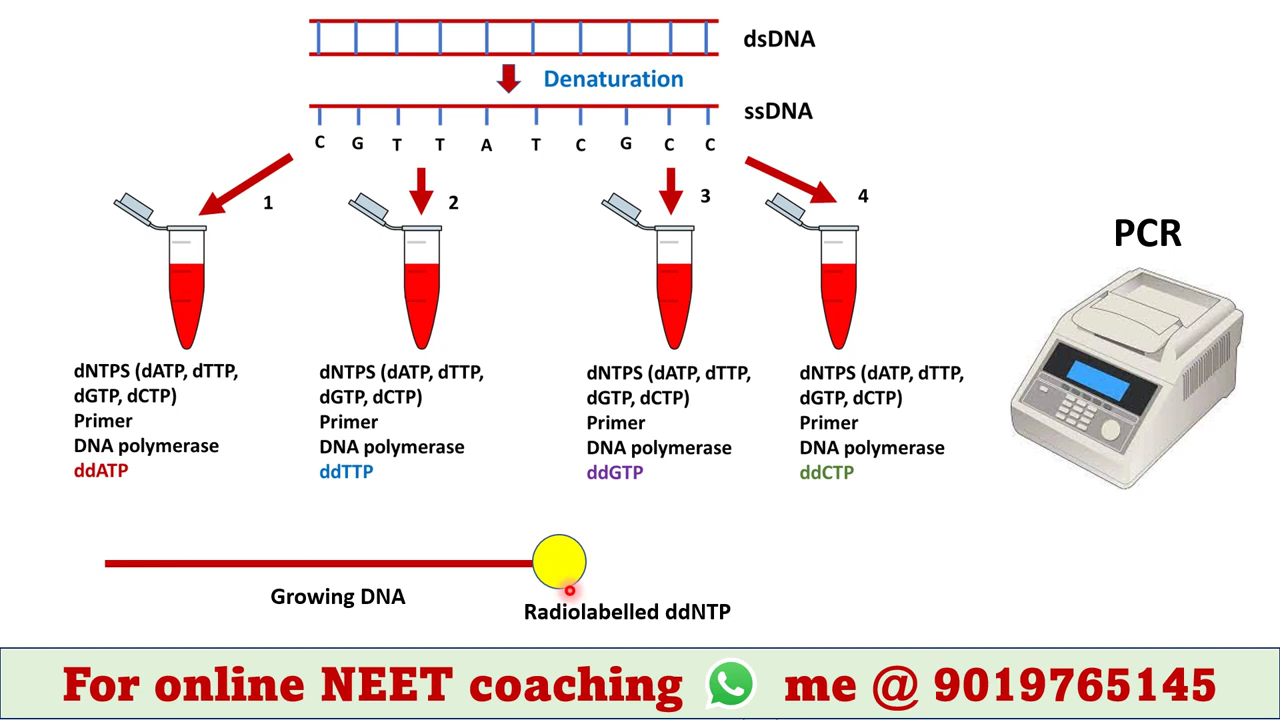 dsDNA
Denaturation
ssDNA
C G T T A T C G C C
1
2
3
4
PCR
dNTPS (dATP, dTTP,
dGTP, dCTP)
Primer
DNA polymerase
ddATP
dNTPS (dATP, dTTP,
dGTP, dCTP)
Primer
DNA polymerase
ddTTP
dNTPS (dATP, dTTP,
dGTP, dCTP)
Primer
DNA polymerase
ddGTP
dNTPS (dATP, dTTP,
dGTP, dCTP)
Primer
DNA polymerase
ddCTP
Growing DNA
Radiolabelled ddNTP
For online NEET coaching me @ 9019765145